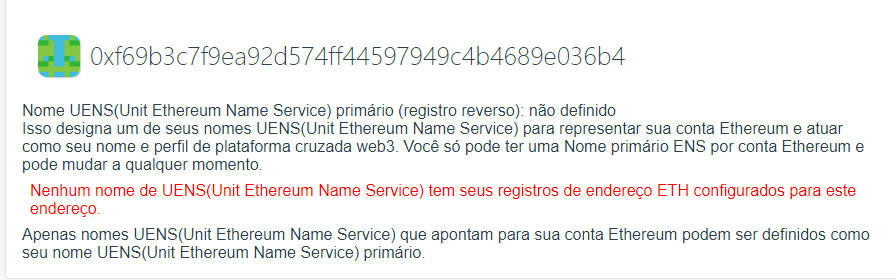 0xf69b3c7f9ea92d574ff44597949c4b4689e036b4
Nome UENS(Unit Ethereum Name Service) primário (registro reverso): não definido
Isso designa um de seus nomes UENS(Unit Ethereum Name Service) para representar sua conta Ethereum e atuar
como seu nome e perfil de plataforma cruzada web3. Você só pode ter uma Nome primário ENS por conta Ethereum e
pode mudar a qualquer momento.
Nenhum nome de UENS(Unit Ethereum Name Service) tem seus registros de endereço ETH configurados para este
endereço.
Apenas nomes UENS(Unit Ethereum Name Service) que apontam para sua conta Ethereum podem ser definidos como
seu nome UENS(Unit Ethereum Name Service) primário.